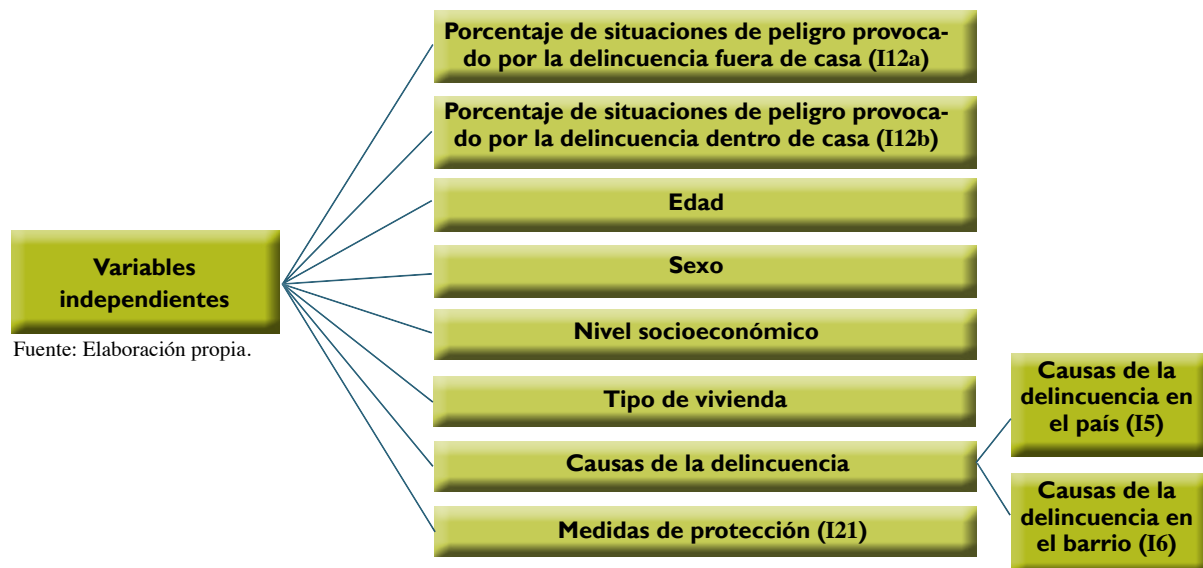 Porcentaje de situaciones de peligro provoca-
do por la delincuencia fuera de casa (I12a)
Porcentaje de situaciones de peligro provoca-
do por la delincuencia dentro de casa (I12b)
Edad
Variables
independientes
Sexo
Nivel socioeconómico
Fuente: Elaboración propia.
Tipo de vivienda
Causas de la
delincuencia en
el país (I5)
Causas de la delincuencia
Causas de la
delincuencia en
el barrio (I6)
Medidas de protección (I21)